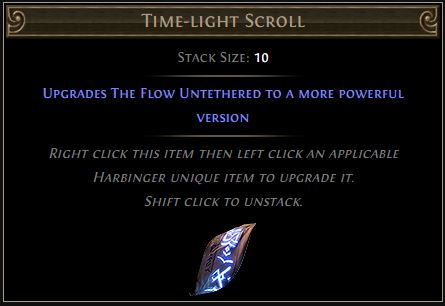 Time-light Scroll
Stack Size: 10
Upgrades The Flow Untethered to a more powerful
version
Right click this item then left click an applicable
Harbinger unique item to upgrade it.
Shift click to unstack.